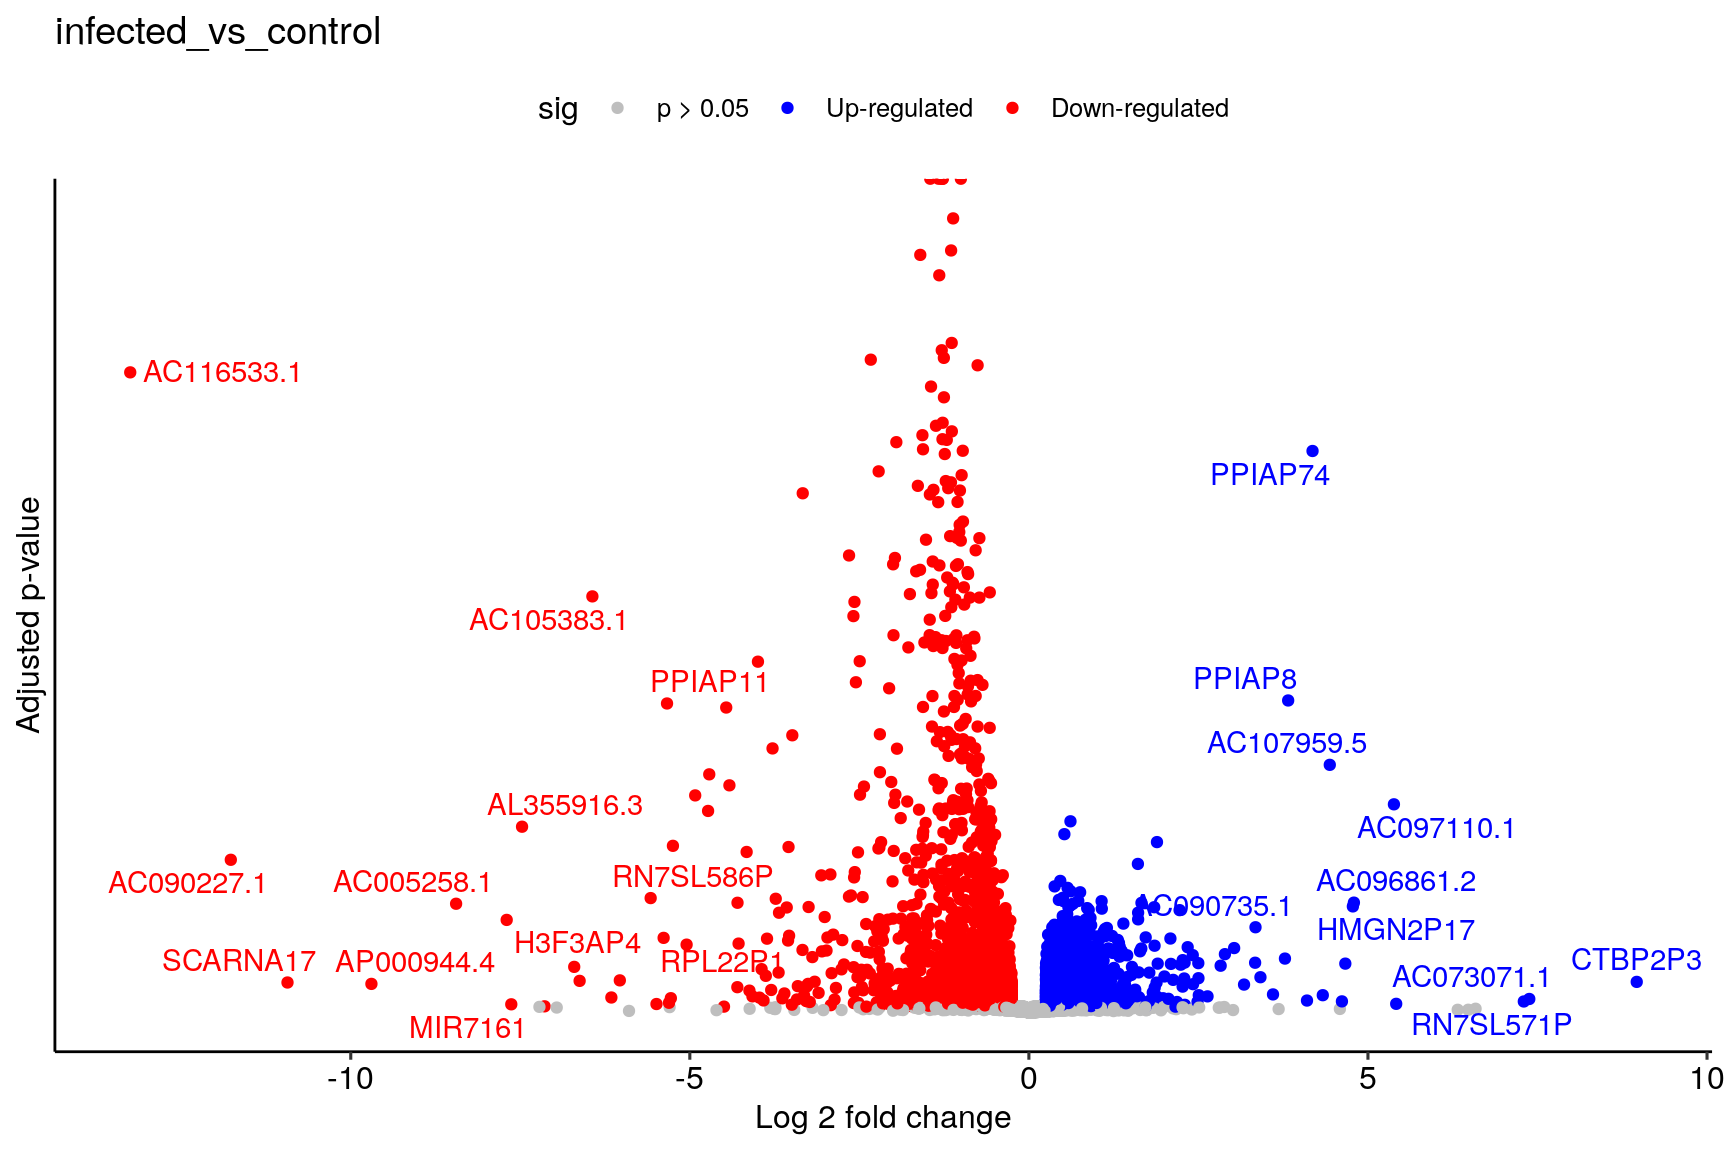 infected_vs_control
sig p > 0.05 Up-regulated Down-regulated
Adjusted p-value
AC116533.1
PPIAP74
AC105383.1
PPIAP11
PPIAP8
AC107959.5
AL355916.3
AC097110.1
RN7SL586P
AC090227.1
AC005258.1
AC096861.2
AC090735.1
HMGN2P17
H3F3AP4
SCARNA17
AP000944.4
RPL22P1
CTBP2P3
AC073071.1
MIR7161
RN7SL571P
-10 -5 0 5 10
Log 2 fold change